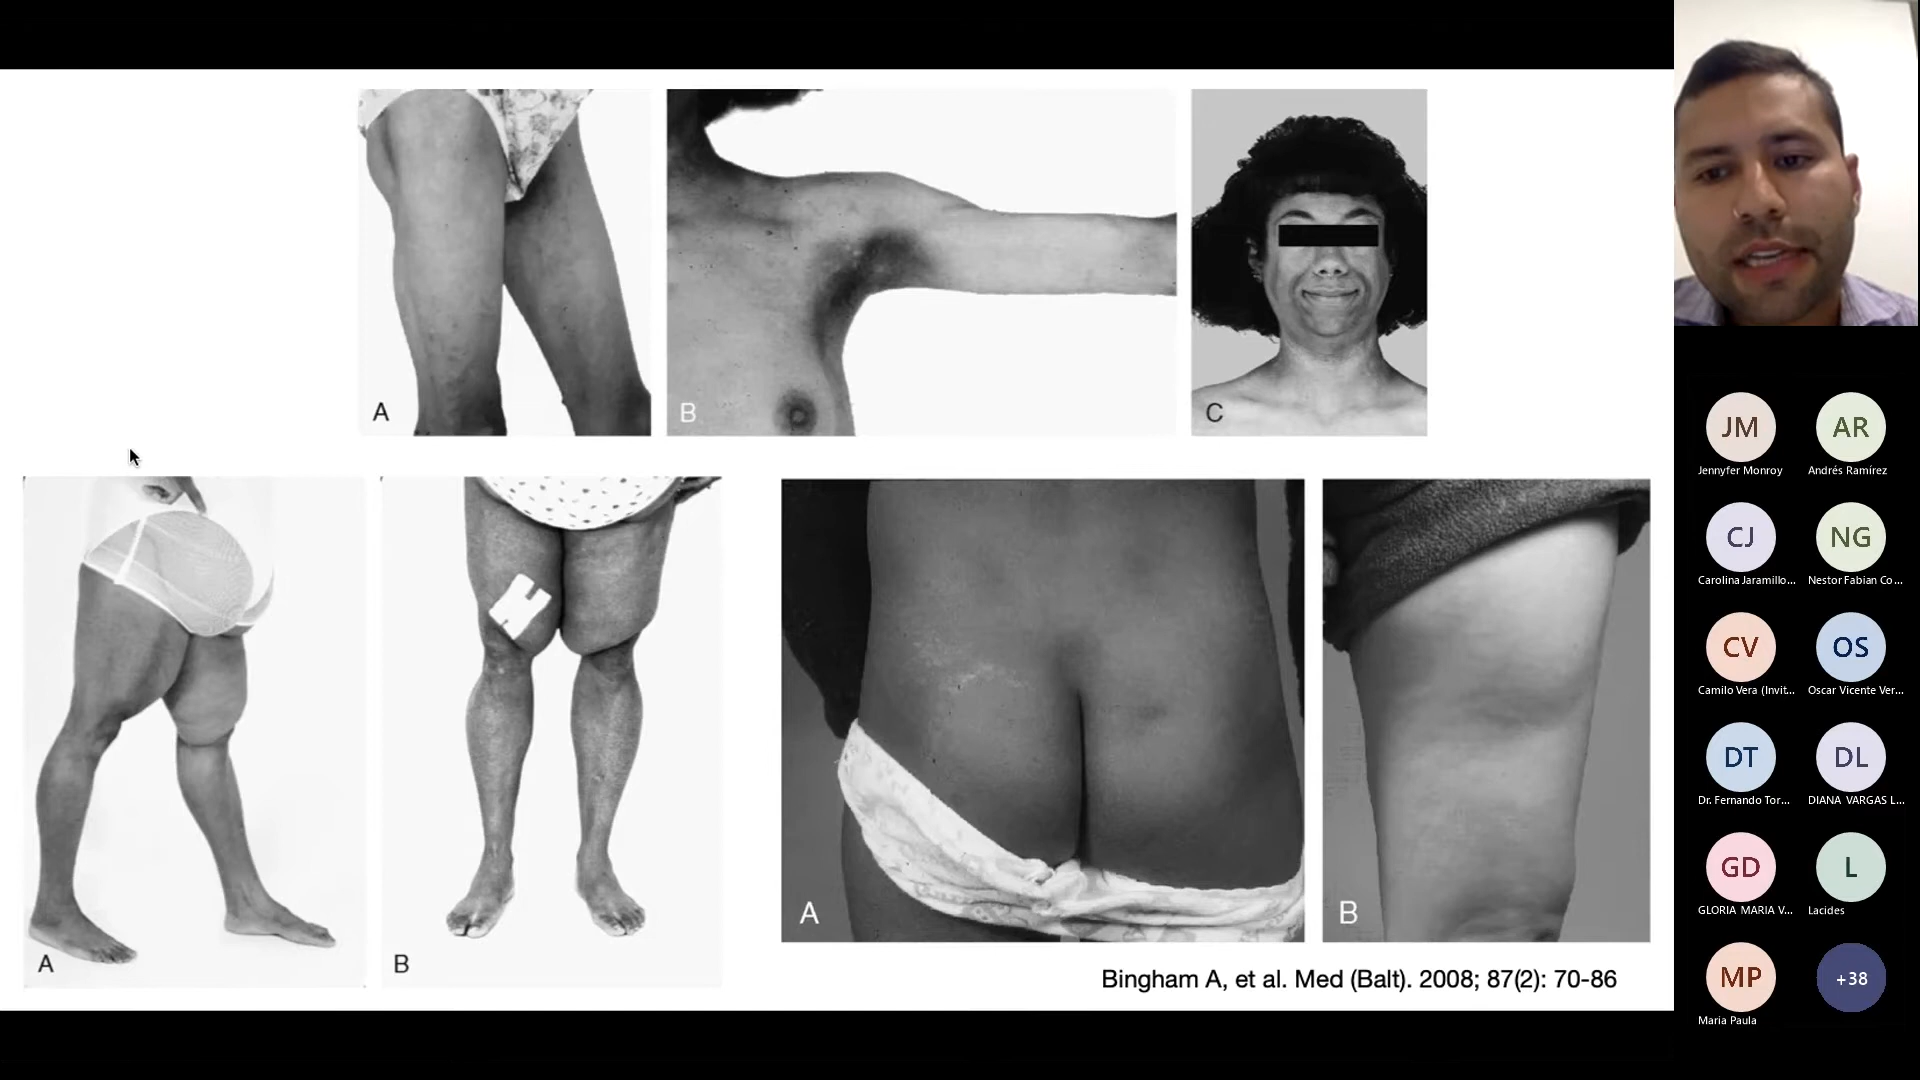 A
B
C
A
B
A
B
Bingham A, et al. Med (Balt). 2008; 87(2): 70-86
JM
AR
Jennyfer Monroy
Andrés Ramírez
CJ
NG
Carolina Jaramillo...
Nestor Fabian Co...
CV
OS
Camilo Vera (Invit...
Oscar Vicente Ver...
DT
DL
Dr. Fernando Tor...
DIANA VARGAS L...
GD
L
GLORIA MARIA V...
Lacides
MP
+38
Maria Paula